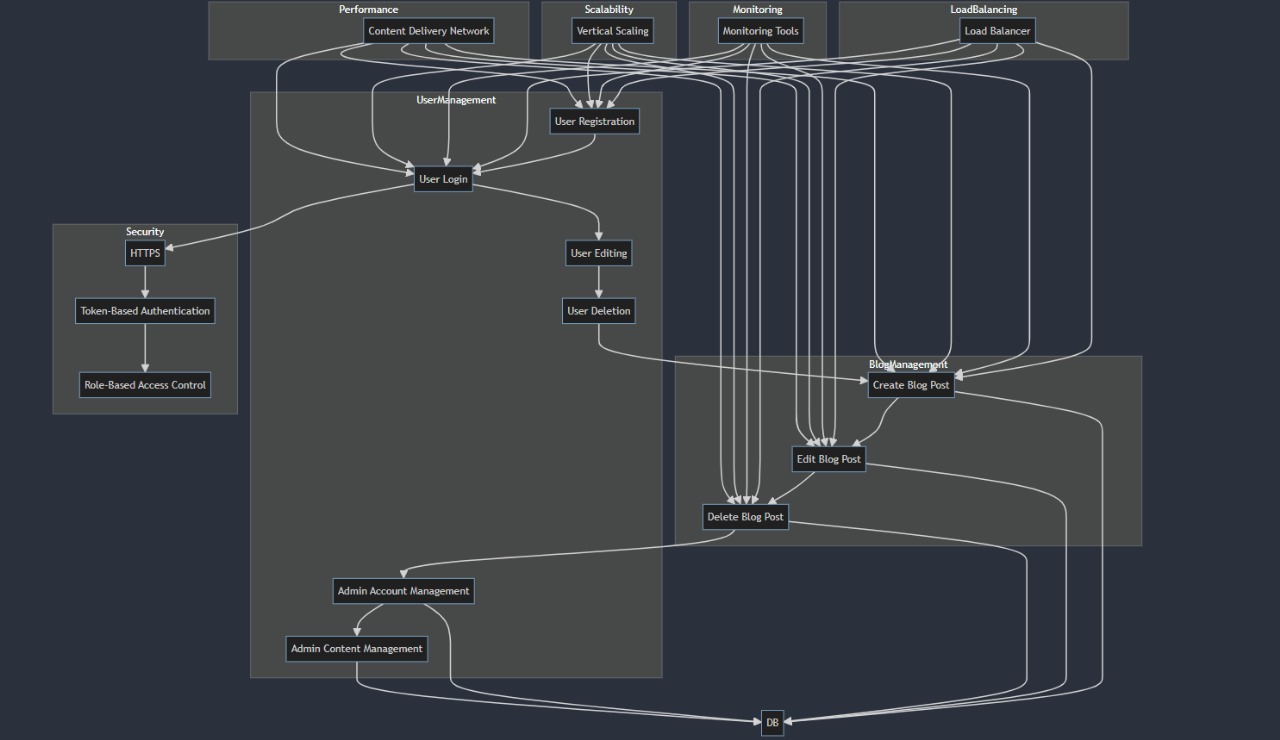 Performance
Scalability
Monitoring
LoadBalancing
Content Delivery Network
Vertical Scaling
Monitoring Tools
Load Balancer
UserManagement
User Registration
User Login
Security
HTTPS
User Editing
Token-Based Authentication
User Deletion
BlogManagement
Role-Based Access Control
Create Blog Post
Edit Blog Post
Delete Blog Post
Admin Account Management
Admin Content Management
DB